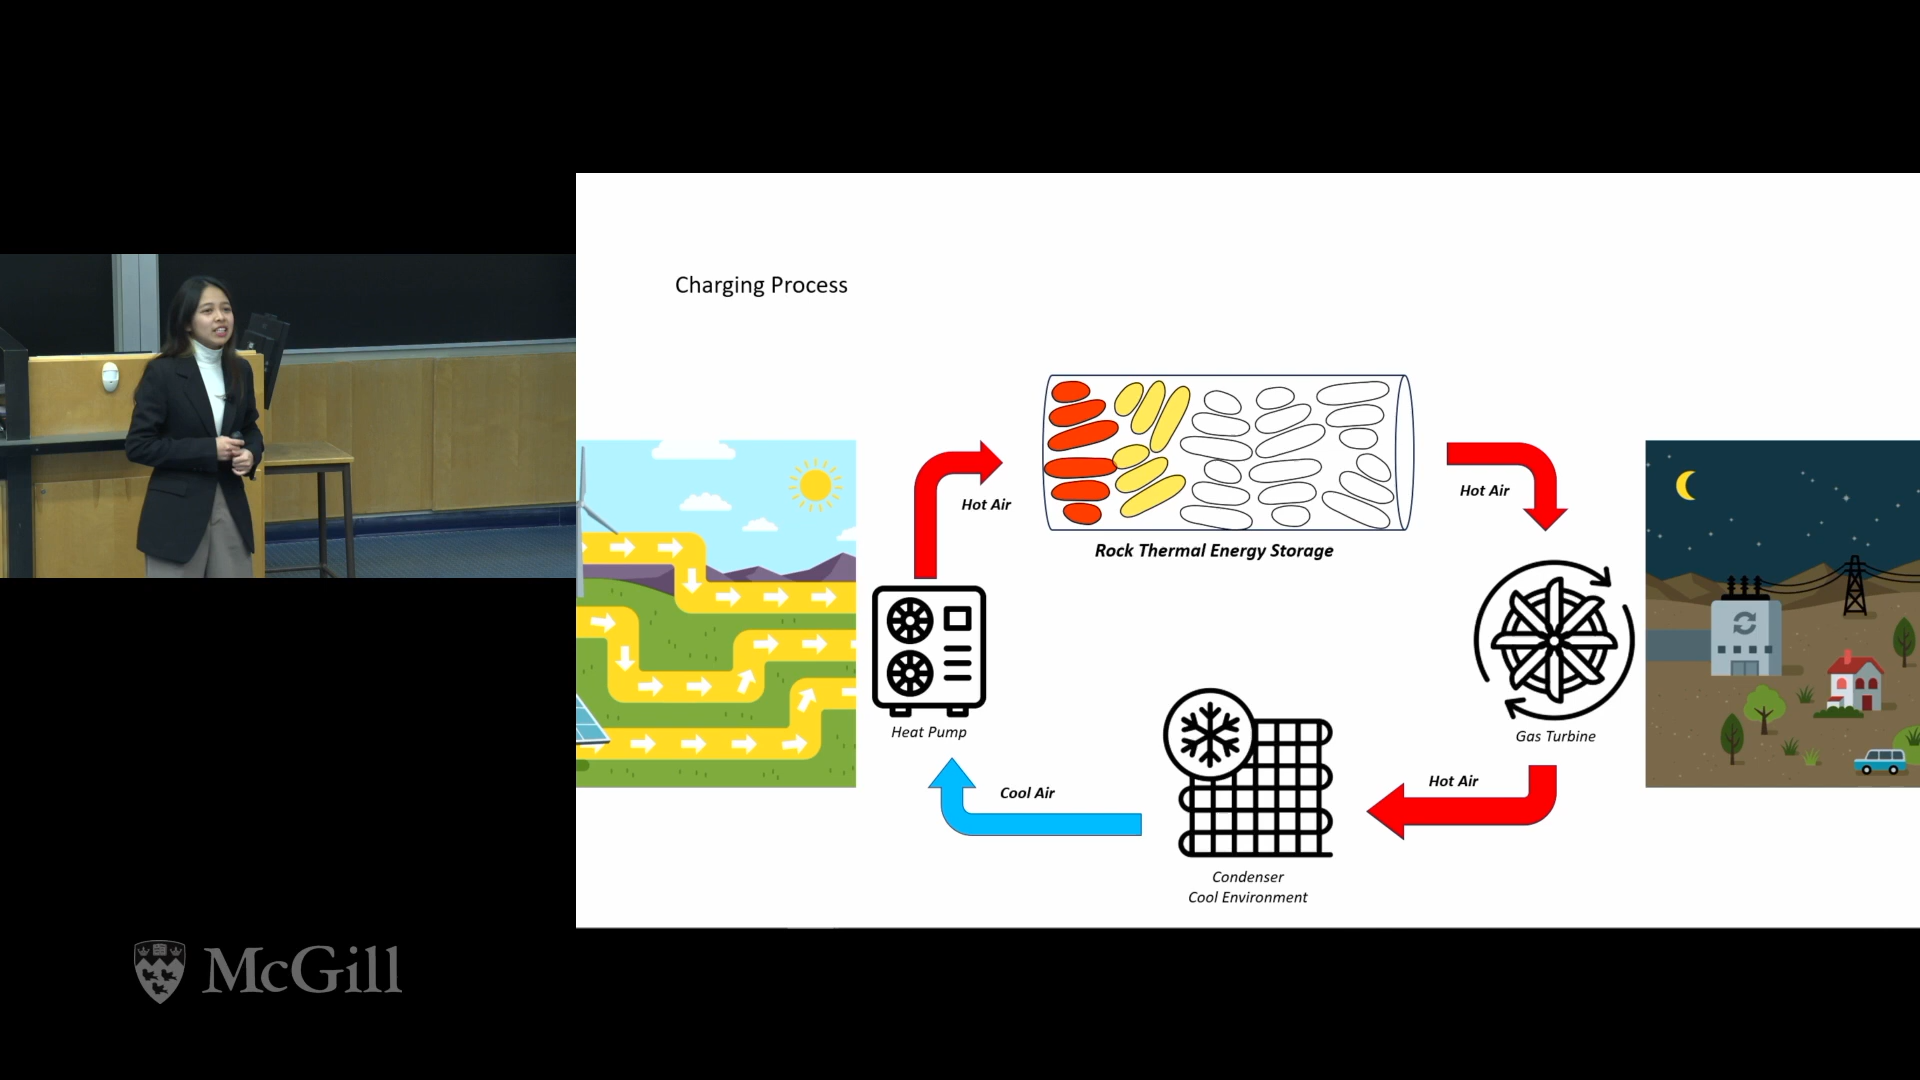 Charging Process
Hot Air
Hot Air
Rock Thermal Energy Storage
Heat Pump
Gas Turbine
Cool Air
Hot Air
Condenser
Cool Environment
McGill